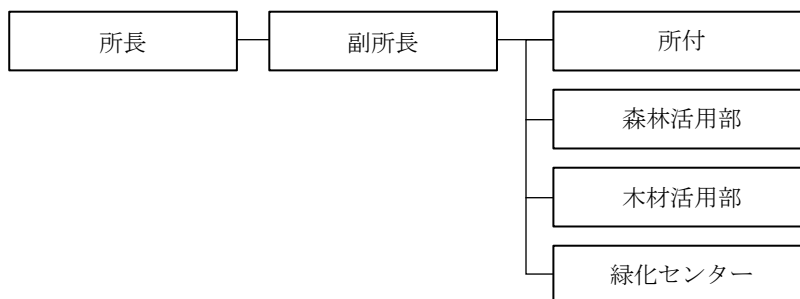 所長
副所長
所付
森林活用部
木材活用部
緑化センター